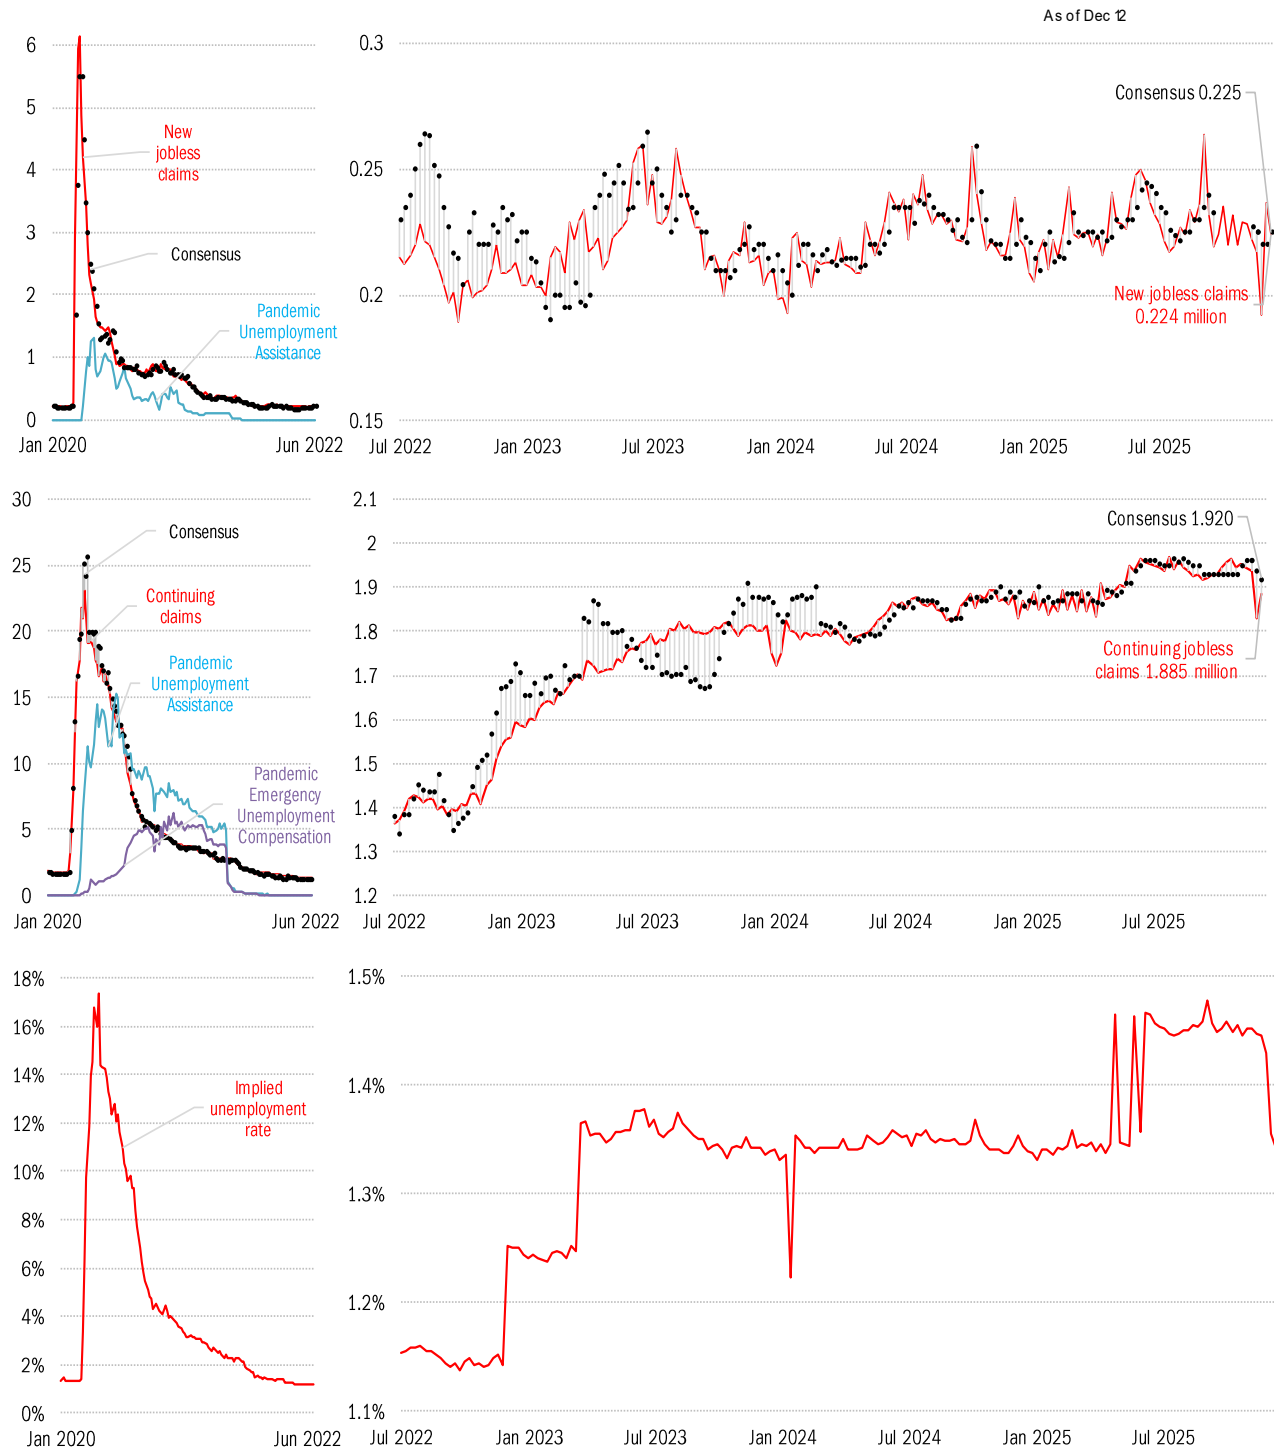 As of Dec 12
6
5
4
3
2
1
0
Jan 2020
Jun 2022
New
jobless
claims
Consensus
Pandemic
Unemployment
Assistance
0.3
0.25
0.2
0.15
Jul 2022
Jan 2023
Jul 2023
Jan 2024
Jul 2024
Jan 2025
Jul 2025
Consensus 0.225
New jobless claims
0.224 million
30
25
20
15
10
5
0
Jan 2020
Jun 2022
Consensus
Continuing
claims
Pandemic
Unemployment
Assistance
Pandemic
Emergency
Unemployment
Compensation
2.1
2
1.9
1.8
1.7
1.6
1.5
1.4
1.3
1.2
Jul 2022
Jan 2023
Jul 2023
Jan 2024
Jul 2024
Jan 2025
Jul 2025
Consensus 1.920
Continuing jobless
claims 1.885 million
18%
16%
14%
12%
10%
8%
6%
4%
2%
0%
Jan 2020
Jun 2022
Implied
unemployment
rate
1.5%
1.4%
1.3%
1.2%
1.1%
Jul 2022
Jan 2023
Jul 2023
Jan 2024
Jul 2024
Jan 2025
Jul 2025